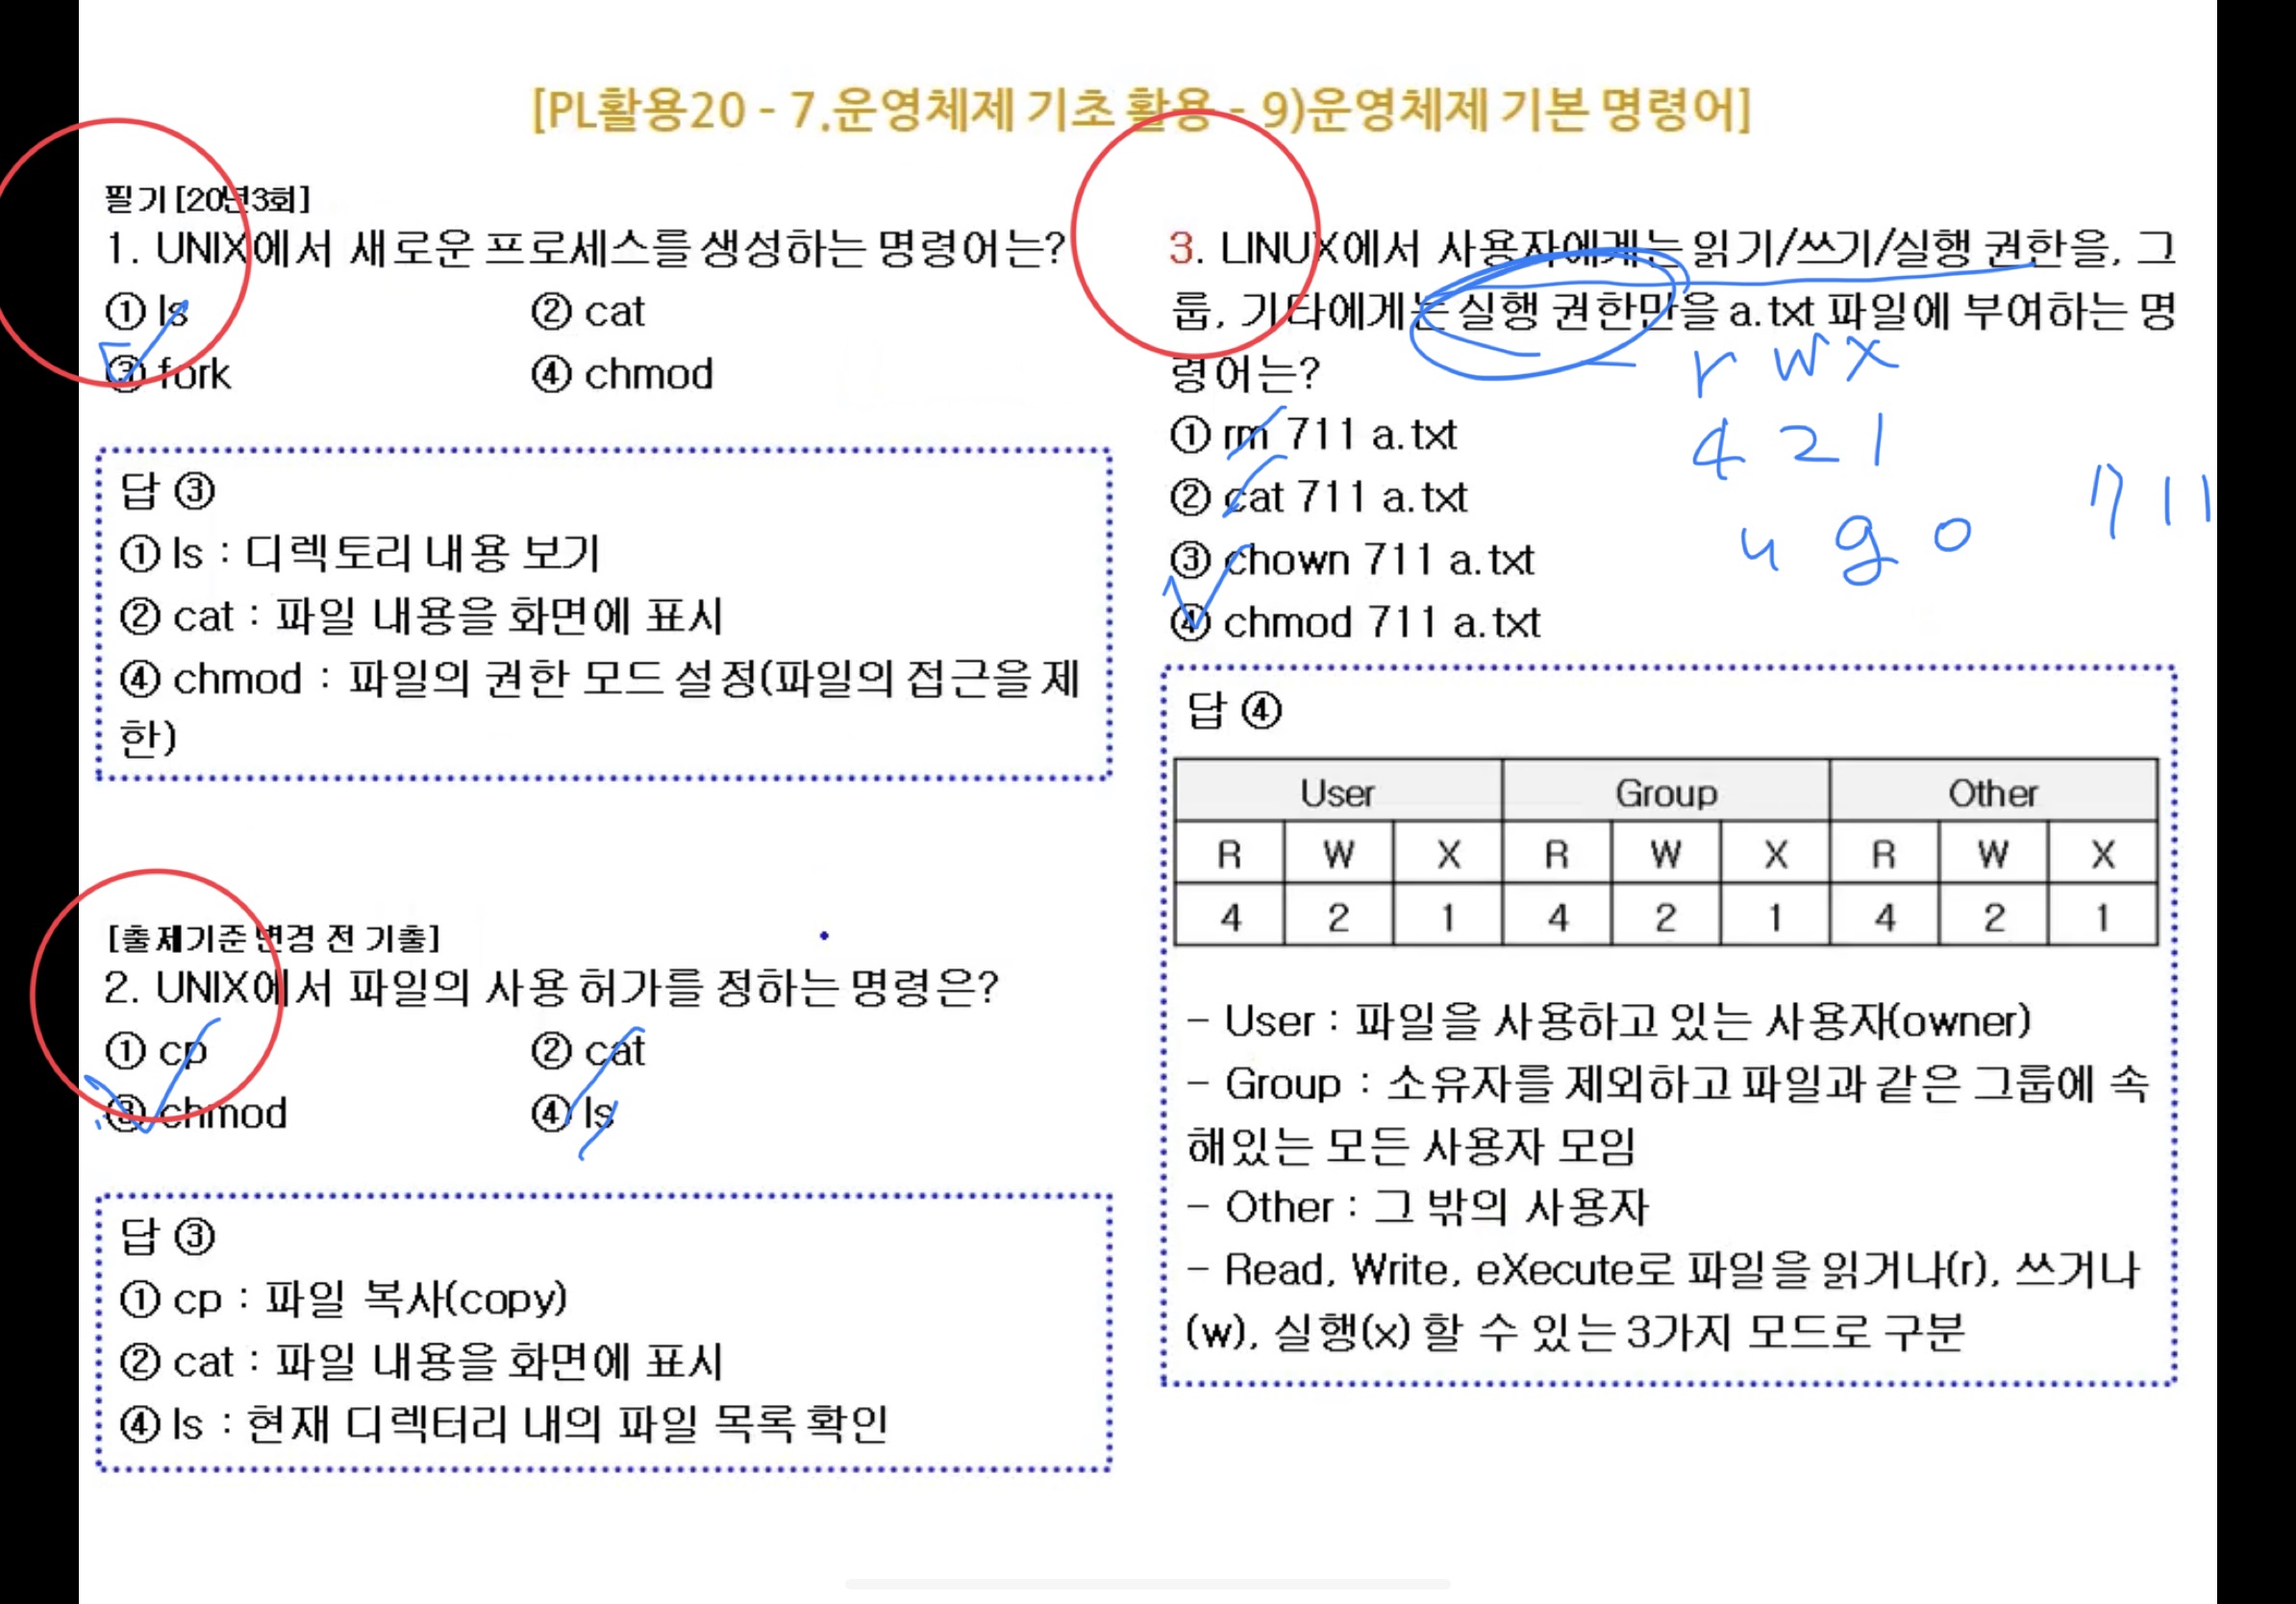 [PL활용20 - 7.운영체제 기초 활용 - 9)운영체제 기본 명령어]
필기[20년3회]
1. UNIX에서 새로운 프로세스를 생성하는 명령어는?
① ls ② cat
③ fork ④ chmod
답 ③
① ls : 디렉토리 내용 보기
② cat : 파일 내용을 화면에 표시
④ chmod : 파일의 권한 모드 설정(파일의 접근을 제
한)
[출제기준 변경 전 기출]
2. UNIX에서 파일의 사용 허가를 정하는 명령은?
① cp ② cat
③ chmod ④ ls
답 ③
① cp : 파일 복사(copy)
② cat : 파일 내용을 화면에 표시
④ ls : 현재 디렉터리 내의 파일 목록 확인
3. LINUX에서 사용자에게는 읽기/쓰기/실행 권한을, 그
룹, 기타에게는 실행 권한만을 a.txt 파일에 부여하는 명
령어는?
r w x
① rm 711 a.txt
4 2 1
② cat 711 a.txt
711
③ chown 711 a.txt
u g o
④ chmod 711 a.txt
답 ④
User Group Other
R W X R W X R W X
4 2 1 4 2 1 4 2 1
- User : 파일을 사용하고 있는 사용자(owner)
- Group : 소유자를 제외하고 파일과 같은 그룹에 속
해있는 모든 사용자 모임
- Other : 그 밖의 사용자
- Read, Write, eXecute로 파일을 읽거나(r), 쓰거나
(w), 실행(x) 할 수 있는 3가지 모드로 구분